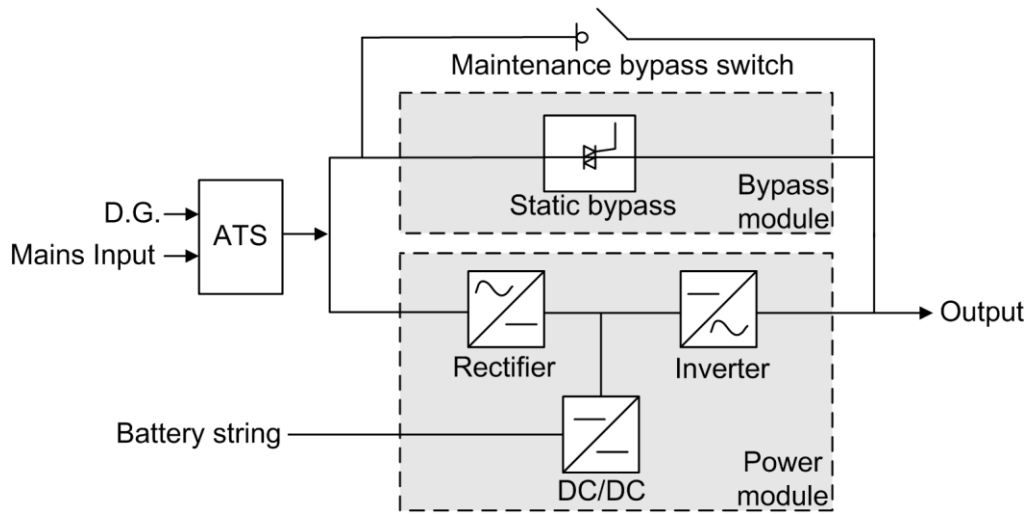 Maintenance bypass switch
Static bypass
Bypass
module
D.G.
Mains Input
ATS
Rectifier
Inverter
Output
Battery string
DC/DC
Power
module